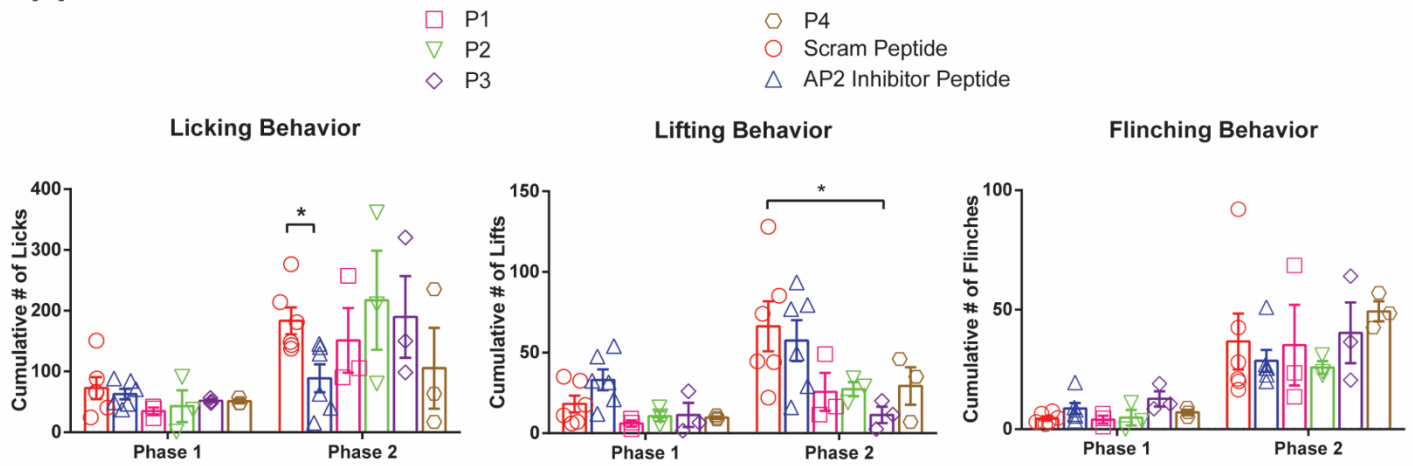 P1
P2
P3
P4
Scram Peptide
AP2 Inhibitor Peptide
Licking Behavior
Cumulative # of Licks
400
300
200
100
0
*
Phase 1
Phase 2
Lifting Behavior
Cumulative # of Lifts
150
100
50
0
*
Phase 1
Phase 2
Flinching Behavior
Cumulative # of Flinches
100
50
0
Phase 1
Phase 2